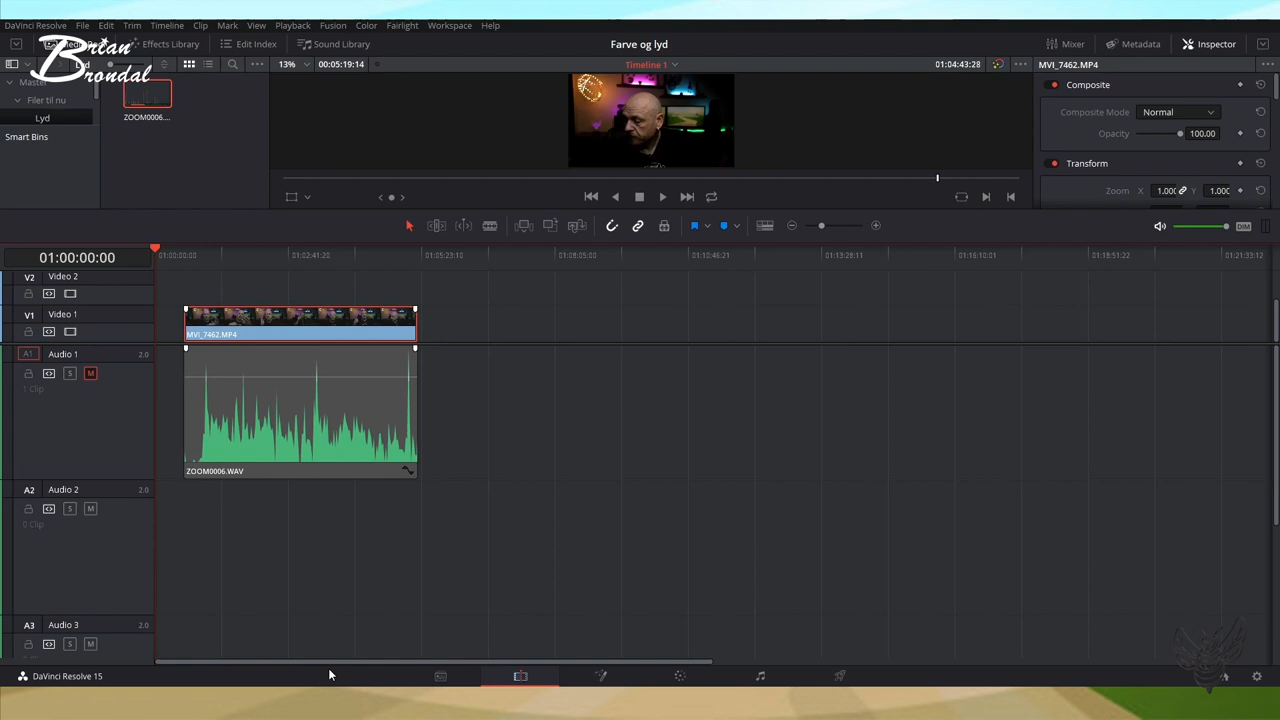 DaVinci Resolve File Edit Trim Timeline Clip Mark View Playback Fusion Color Fairlight Workspace Help
Brian
Brondal
Effects Library Edit Index Sound Library Farve og lyd Mixer Metadata Inspector
13% 00:05:19:14 Timeline 1 01:04:43:28 MVI_7462.MP4
Master
Filer til nu
Lyd
Smart Bins
ZOOM0006....
Composite
Composite Mode Normal
Opacity 100.00
Transform
Zoom X 1.000 Y 1.000
01:00:00:00 01:00:00:00 01:02:41:20 01:05:23:10 01:08:05:00 01:10:46:21 01:13:28:11 01:16:10:01 01:18:51:22 01:21:33:12
V2 Video 2
V1 Video 1
MVI_7462.MP4
A1 Audio 1 2.0
S M
1 Clip
ZOOM0006.WAV
A2 Audio 2 2.0
S M
0 Clip
A3 Audio 3 2.0
S M
DIM
DaVinci Resolve 15